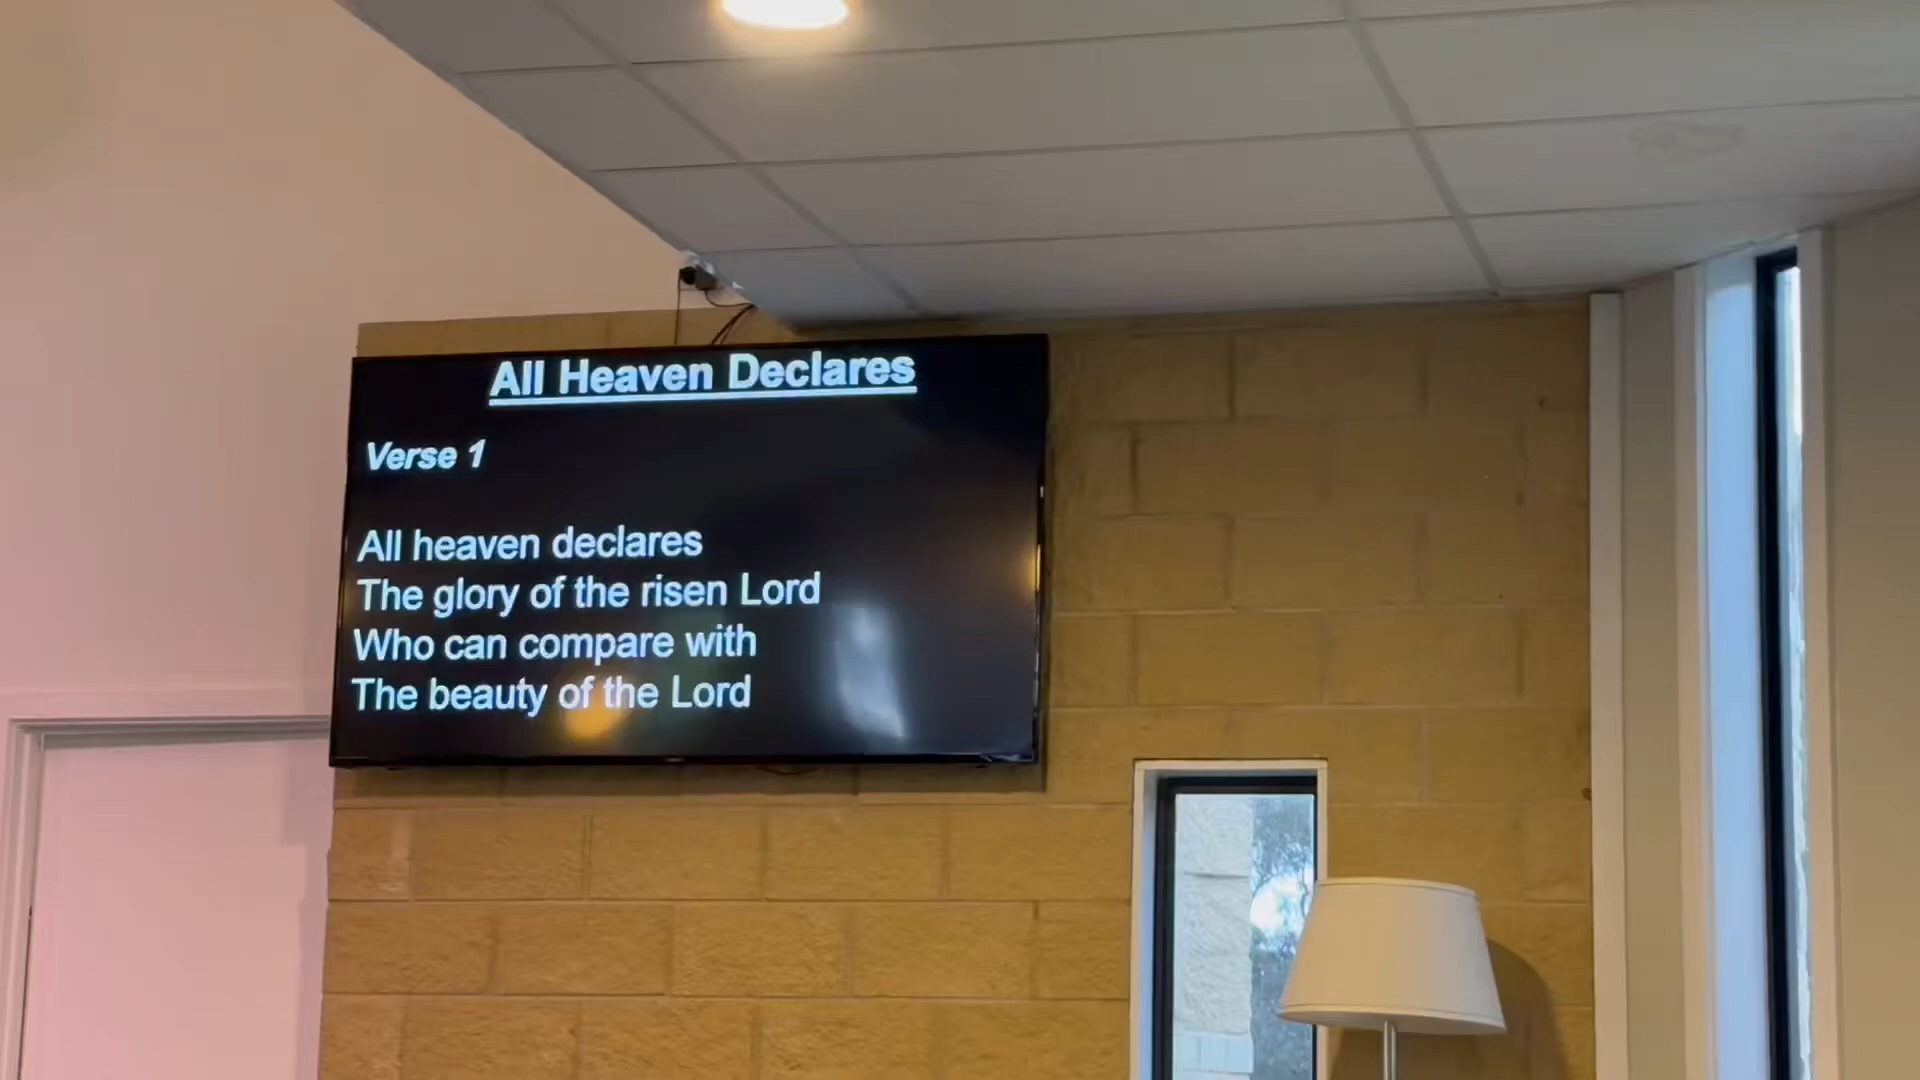 All Heaven Declares
Verse 1
All heaven declares
The glory of the risen Lord
Who can compare with
The beauty of the Lord